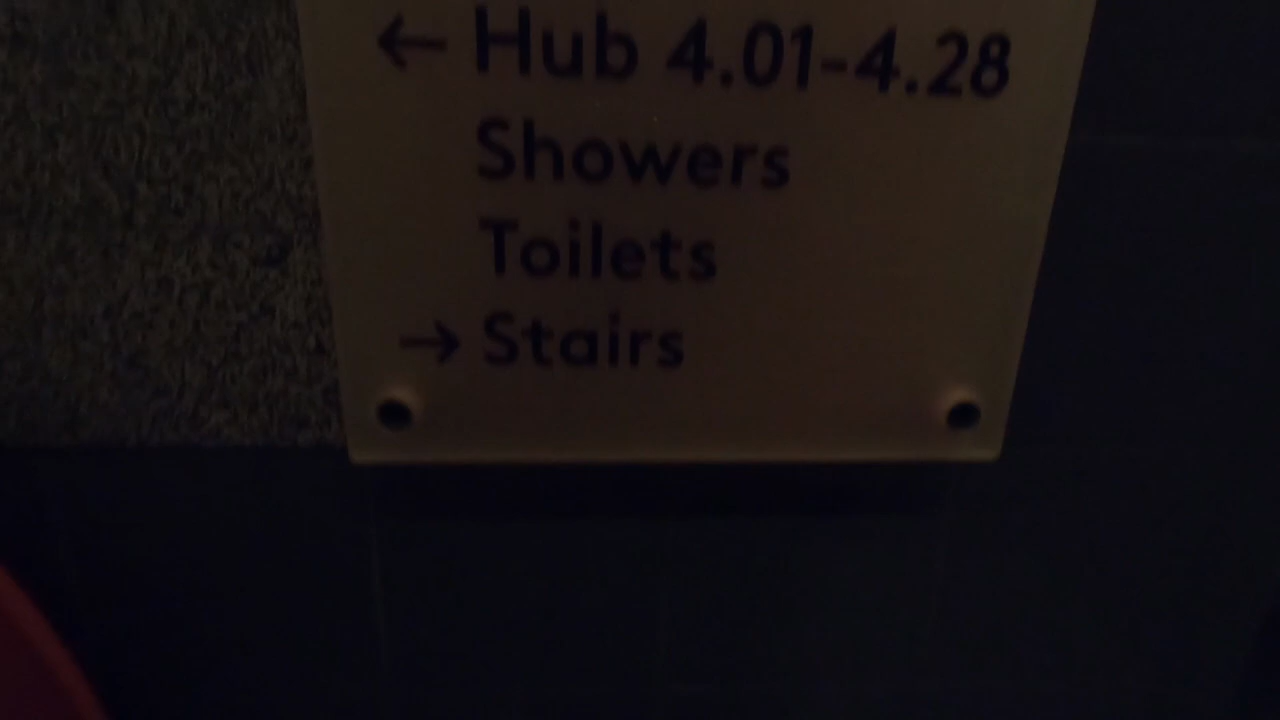 ← Hub 4.01-4.28
Showers
Toilets
→ Stairs